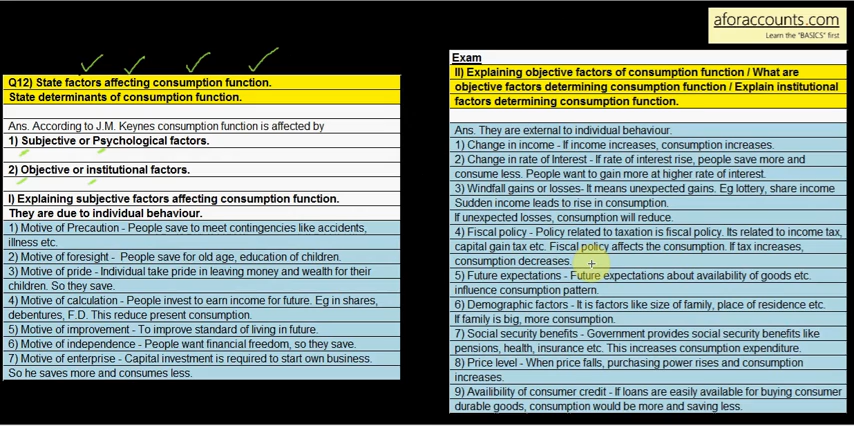 aforaccounts.com
Learn the "BASICS" first
Q12) State factors affecting consumption function.
State determinants of consumption function.
Ans. According to J.M. Keynes consumption function is affected by
1) Subjective or Psychological factors.
2) Objective or institutional factors.
I) Explaining subjective factors affecting consumption function.
They are due to individual behaviour.
1) Motive of Precaution - People save to meet contingencies like accidents,
illness etc.
2) Motive of foresight - People save for old age, education of children.
3) Motive of pride - Individual take pride in leaving money and wealth for their
children. So they save.
4) Motive of calculation - People invest to earn income for future. Eg in shares,
debentures, F.D. This reduce present consumption.
5) Motive of improvement - To improve standard of living in future.
6) Motive of independence - People want financial freedom, so they save.
7) Motive of enterprise - Capital investment is required to start own business.
So he saves more and consumes less.
Exam
II) Explaining objective factors of consumption function / What are
objective factors determining consumption function / Explain institutional
factors determining consumption function.
Ans. They are external to individual behaviour.
1) Change in income - If income increases, consumption increases.
2) Change in rate of Interest - If rate of interest rise, people save more and
consume less. People want to gain more at higher rate of interest.
3) Windfall gains or losses- It means unexpected gains. Eg lottery, share income
Sudden income leads to rise in consumption.
If unexpected losses, consumption will reduce.
4) Fiscal policy - Policy related to taxation is fiscal policy. Its related to income tax,
capital gain tax etc. Fiscal policy affects the consumption. If tax increases,
consumption decreases.
5) Future expectations - Future expectations about availability of goods etc.
influence consumption pattern.
6) Demographic factors - It is factors like size of family, place of residence etc.
If family is big, more consumption.
7) Social security benefits - Government provides social security benefits like
pensions, health, insurance etc. This increases consumption expenditure.
8) Price level - When price falls, purchasing power rises and consumption
increases.
9) Availibility of consumer credit - If loans are easily available for buying consumer
durable goods, consumption would be more and saving less.